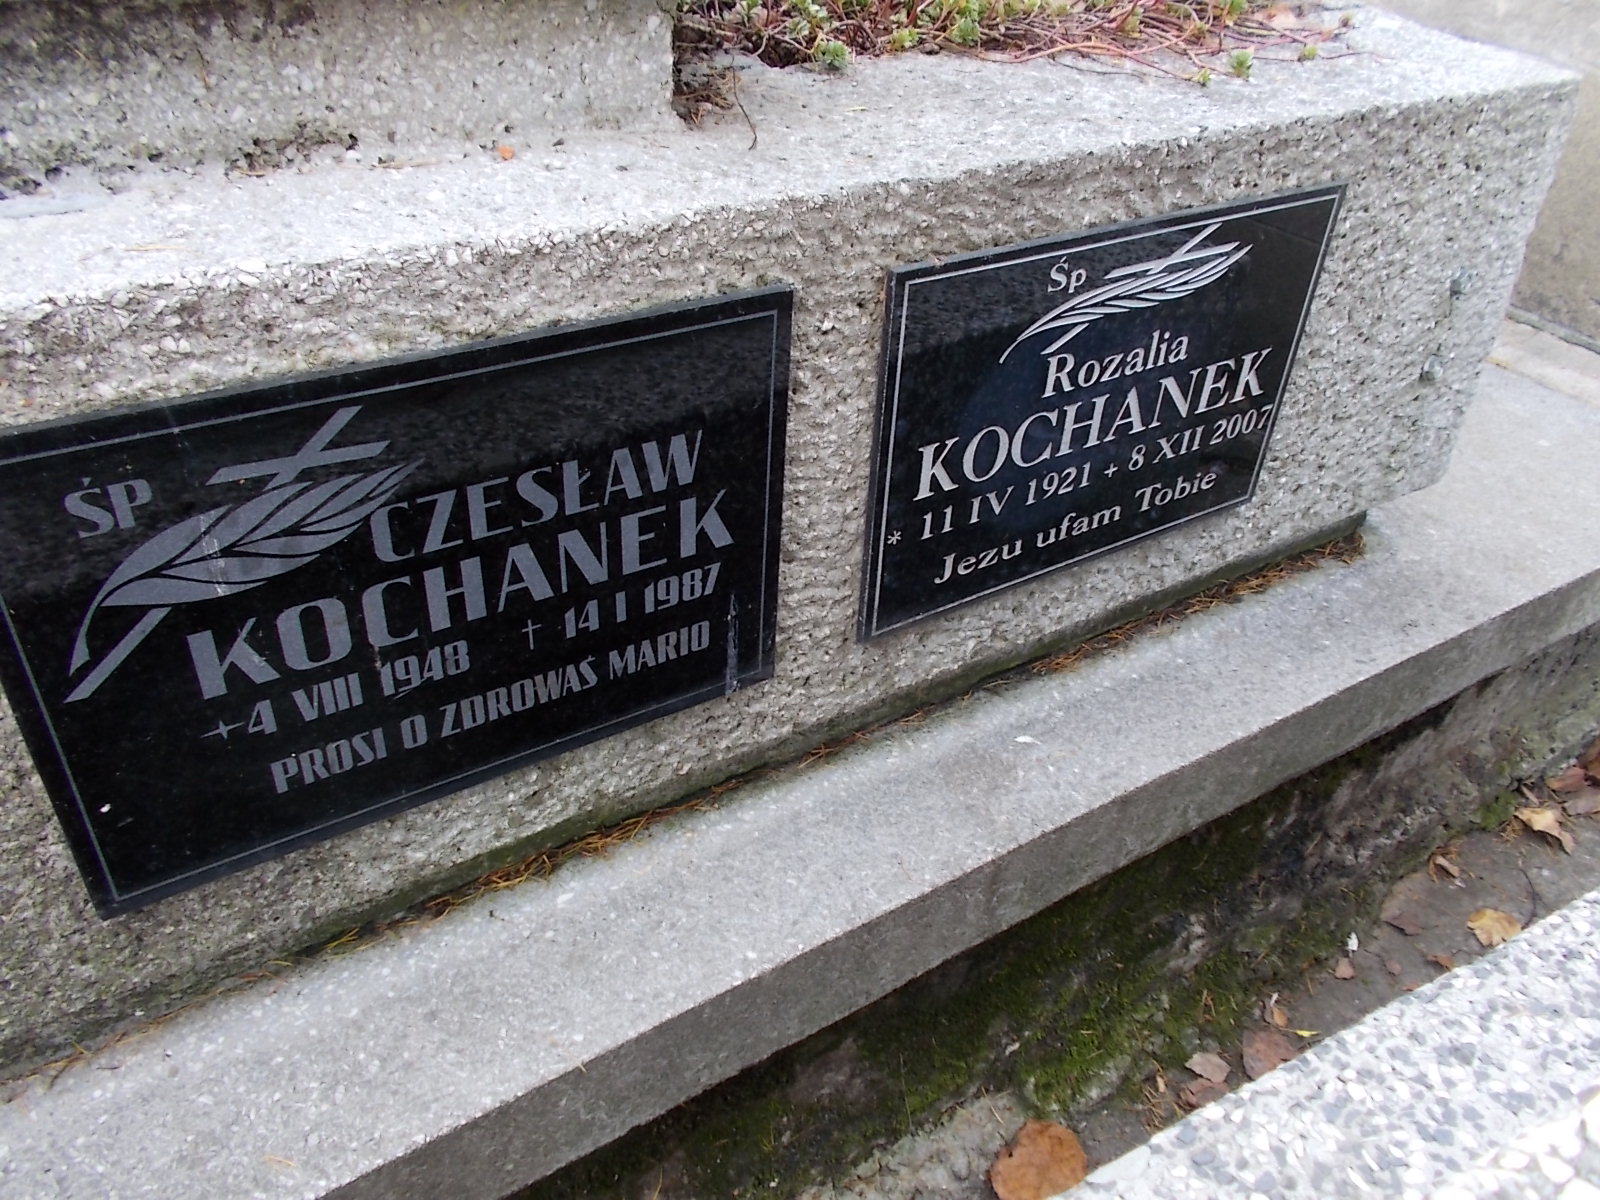 ŚP
CZESŁAW
KOCHANEK
4 VIII 1948 † 14 I 1987
PROSI O ZDROWAŚ MARIO
Śp
Rozalia
KOCHANEK
* 11 IV 1921 + 8 XII 2007
Jezu ufam Tobie